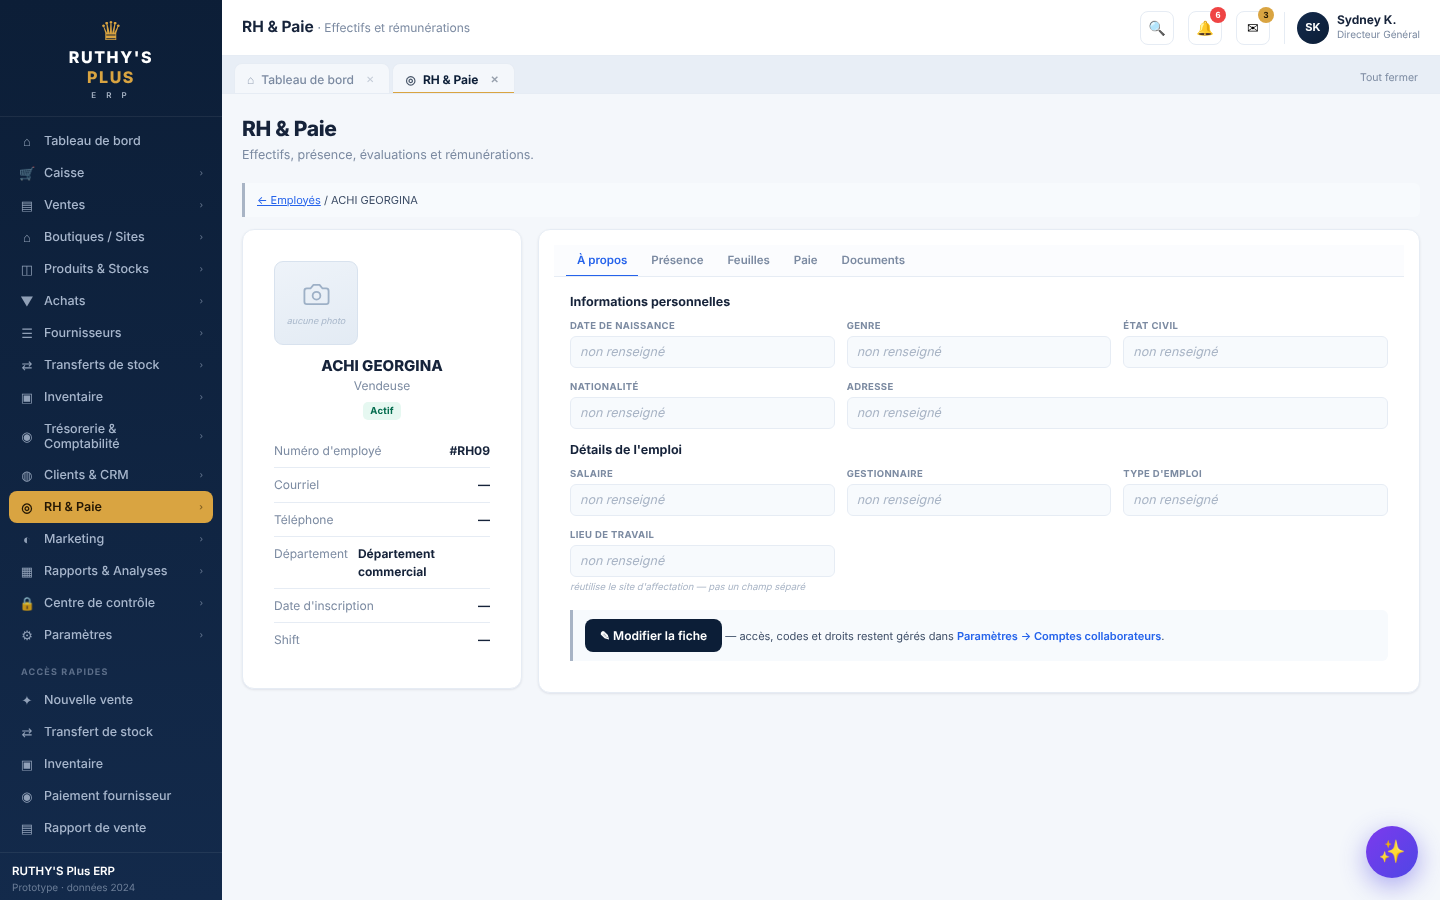 RUTHY'S
PLUS
E R P
Tableau de bord
Caisse
Ventes
Boutiques / Sites
Produits & Stocks
Achats
Fournisseurs
Transferts de stock
Inventaire
Trésorerie &
Comptabilité
Clients & CRM
RH & Paie
Marketing
Rapports & Analyses
Centre de contrôle
Paramètres
ACCÈS RAPIDES
Nouvelle vente
Transfert de stock
Inventaire
Paiement fournisseur
Rapport de vente
RUTHY'S Plus ERP
Prototype · données 2024
RH & Paie · Effectifs et rémunérations
6
3
SK
Sydney K.
Directeur Général
Tableau de bord ×
RH & Paie ×
Tout fermer
RH & Paie
Effectifs, présence, évaluations et rémunérations.
← Employés / ACHI GEORGINA
aucune photo
ACHI GEORGINA
Vendeuse
Actif
Numéro d'employé #RH09
Courriel —
Téléphone —
Département Département
commercial
Date d'inscription —
Shift —
À propos Présence Feuilles Paie Documents
Informations personnelles
DATE DE NAISSANCE GENRE ÉTAT CIVIL
non renseigné non renseigné non renseigné
NATIONALITÉ ADRESSE
non renseigné non renseigné
Détails de l'emploi
SALAIRE GESTIONNAIRE TYPE D'EMPLOI
non renseigné non renseigné non renseigné
LIEU DE TRAVAIL
non renseigné
réutilise le site d'affectation — pas un champ séparé
✎ Modifier la fiche — accès, codes et droits restent gérés dans Paramètres → Comptes collaborateurs.